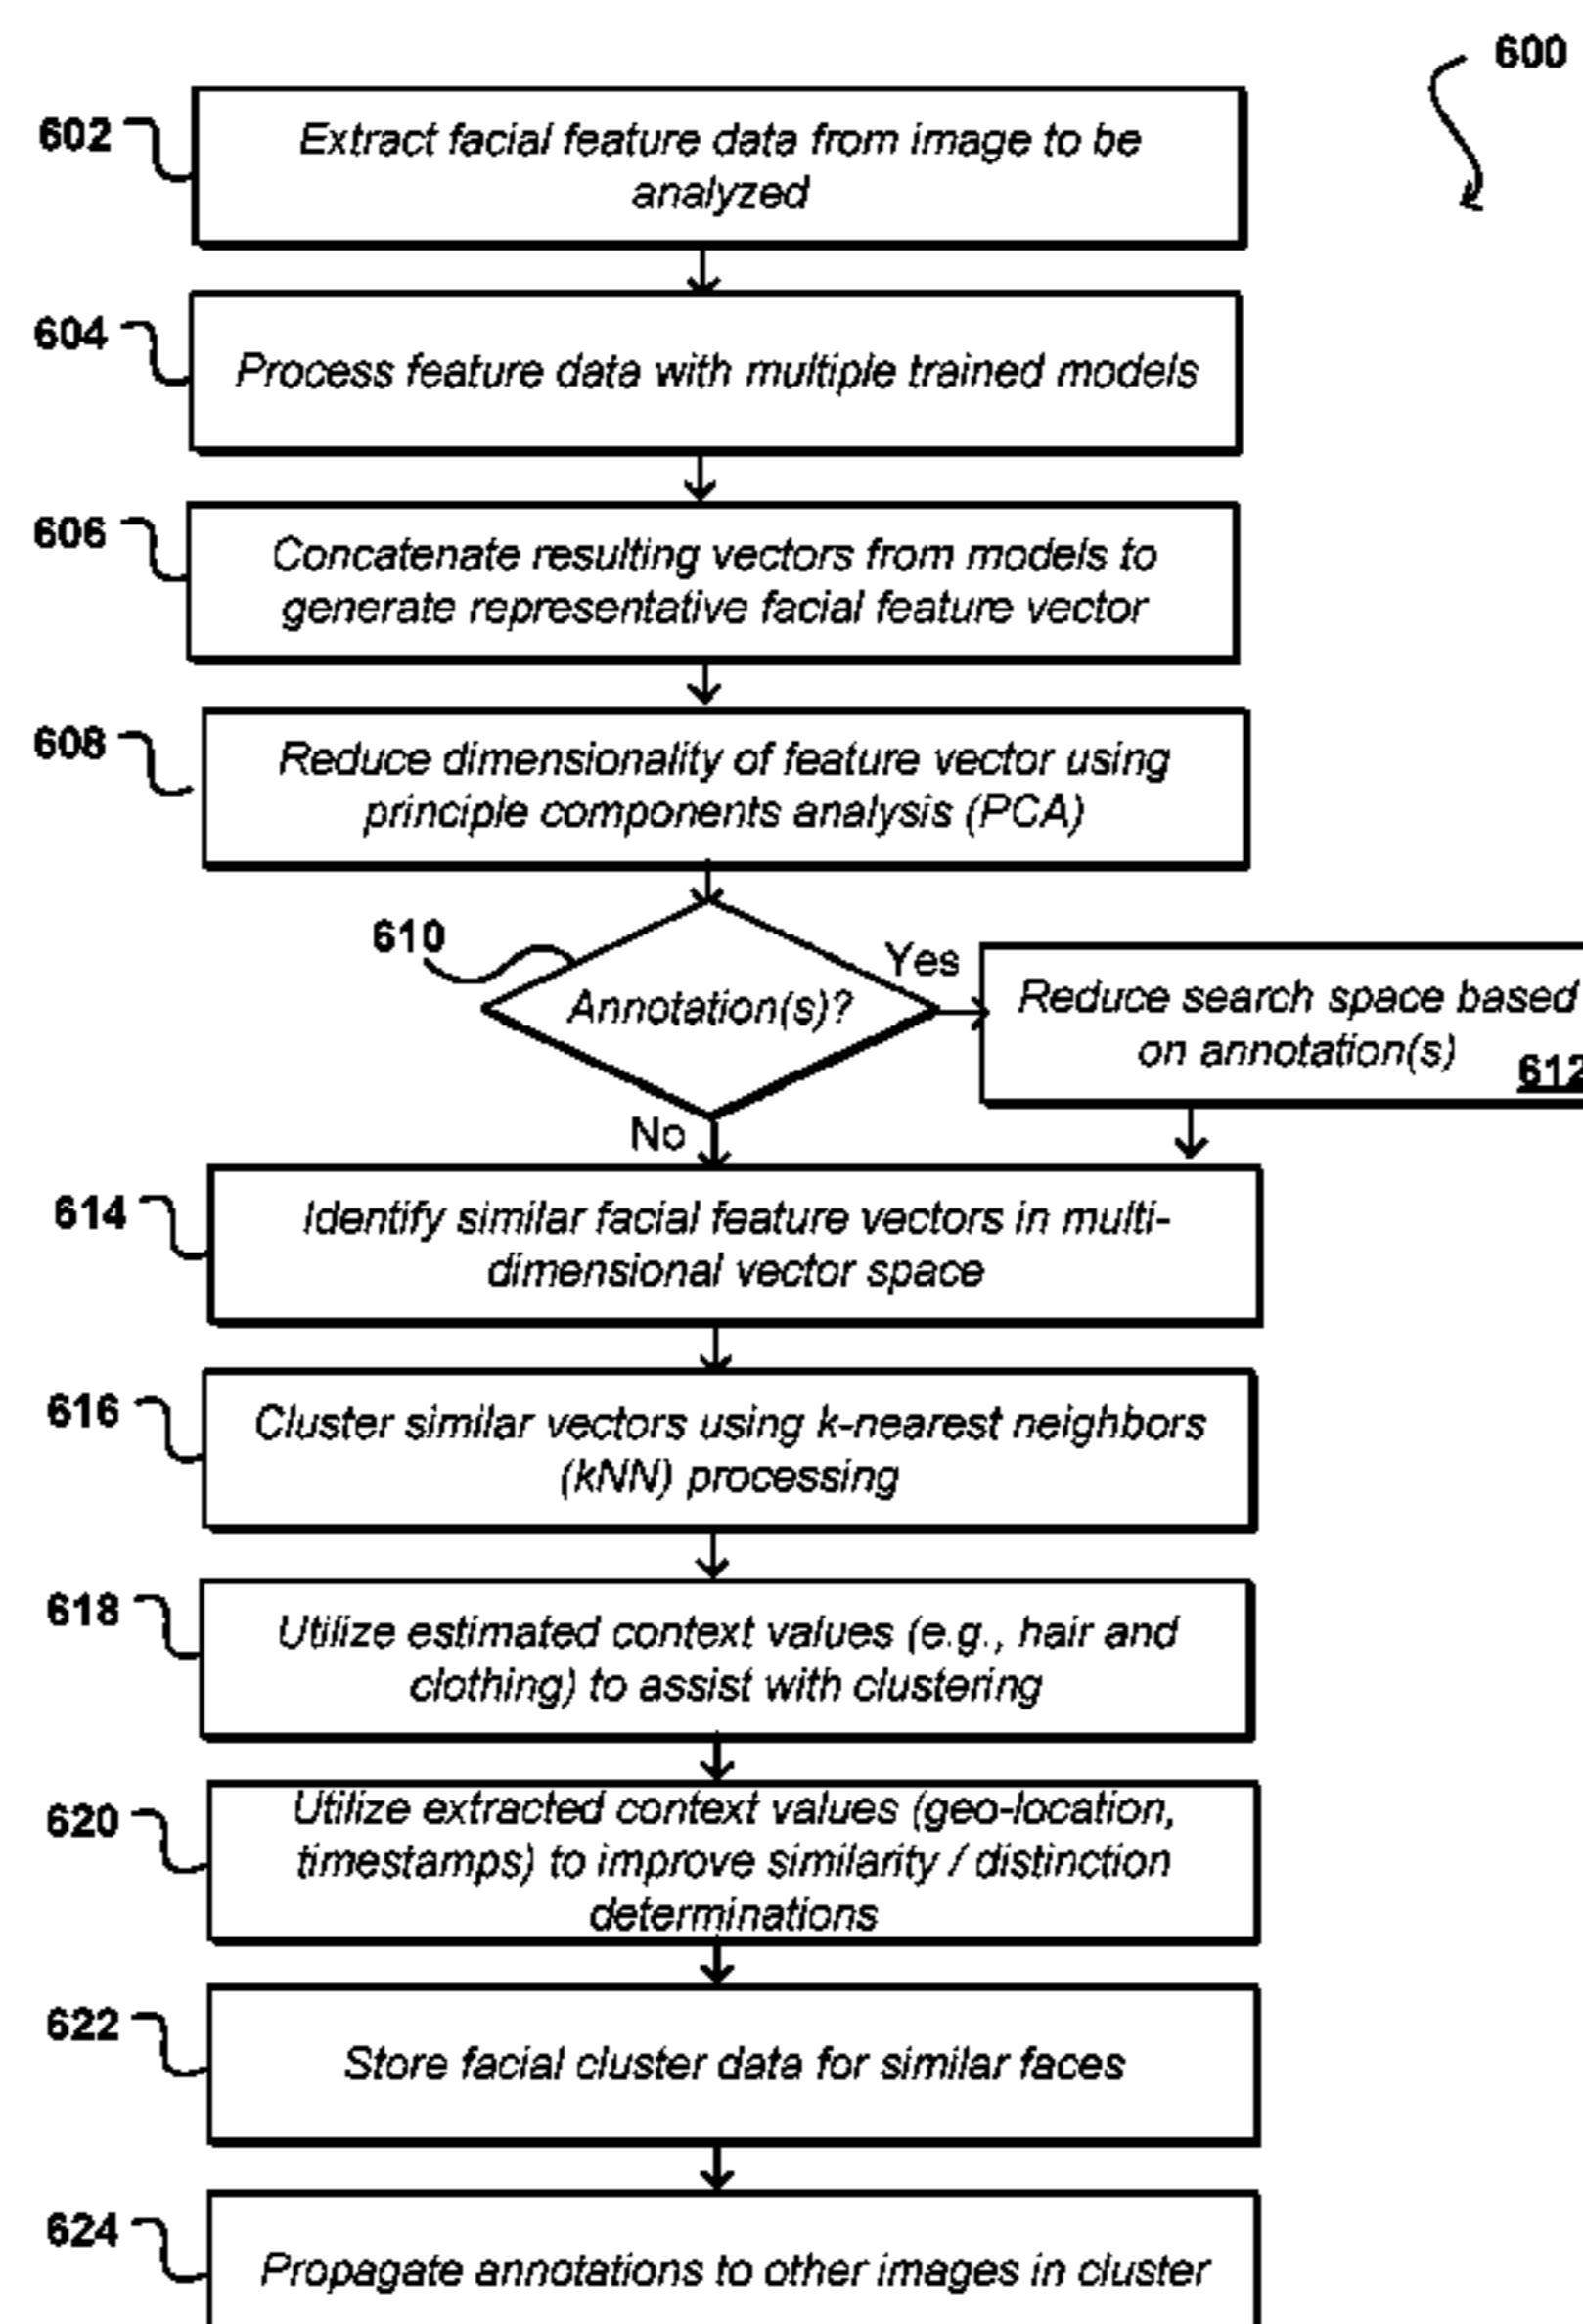 600
602
Extract facial feature data from image to be
analyzed
604
Process feature data with multiple trained models
606
Concatenate resulting vectors from models to
generate representative facial feature vector
608
Reduce dimensionality of feature vector using
principle components analysis (PCA)
610
Annotation(s)?
Yes
Reduce search space based
on annotation(s)
612
No
614
Identify similar facial feature vectors in multi-
dimensional vector space
616
Cluster similar vectors using k-nearest neighbors
(kNN) processing
618
Utilize estimated context values (e.g., hair and
clothing) to assist with clustering
620
Utilize extracted context values (geo-location,
timestamps) to improve similarity / distinction
determinations
622
Store facial cluster data for similar faces
624
Propagate annotations to other images in cluster